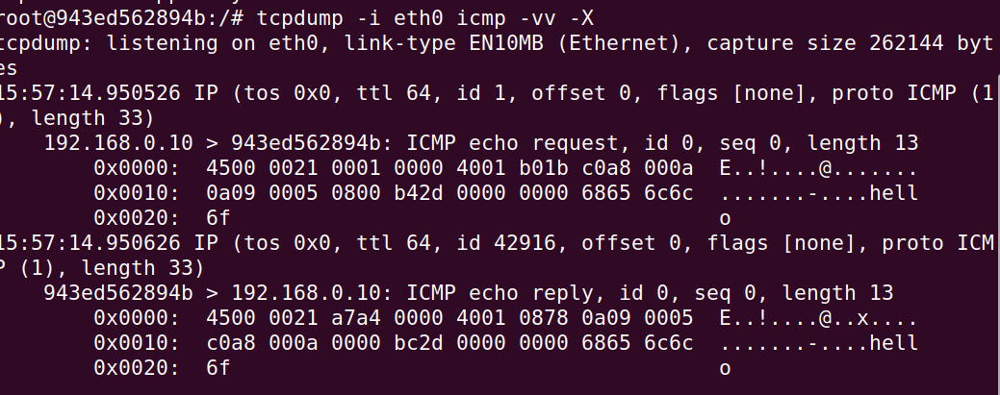 root@943ed562894b:/# tcpdump -i eth0 icmp -vv -X
tcpdump: listening on eth0, link-type EN10MB (Ethernet), capture size 262144 byt
es
15:57:14.950526 IP (tos 0x0, ttl 64, id 1, offset 0, flags [none], proto ICMP (1
), length 33)
    192.168.0.10 > 943ed562894b: ICMP echo request, id 0, seq 0, length 13
        0x0000:  4500 0021 0001 0000 4001 b01b c0a8 000a  E..!....@.......
        0x0010:  0a09 0005 0800 b42d 0000 0000 6865 6c6c  .......-....hell
        0x0020:  6f                                       o
15:57:14.950626 IP (tos 0x0, ttl 64, id 42916, offset 0, flags [none], proto ICM
P (1), length 33)
    943ed562894b > 192.168.0.10: ICMP echo reply, id 0, seq 0, length 13
        0x0000:  4500 0021 a7a4 0000 4001 0878 0a09 0005  E..!....@..x....
        0x0010:  c0a8 000a 0000 bc2d 0000 0000 6865 6c6c  .......-....hell
        0x0020:  6f                                       o